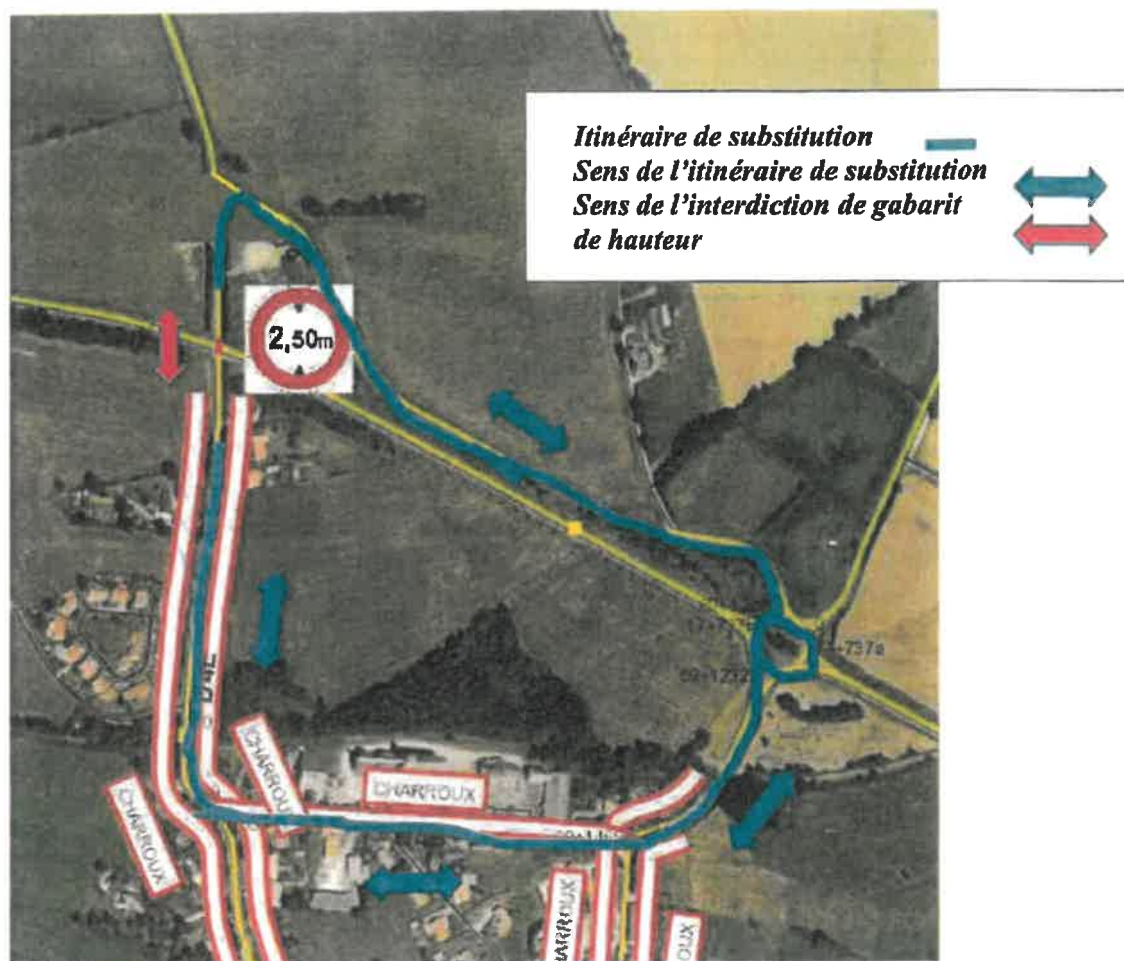 Itinéraire de substitution
Sens de l'itinéraire de substitution
Sens de l'interdiction de gabarit
de hauteur
2,50m
+737a
CHARROUX
CHARROUX
CHARROUX
CHARROUX